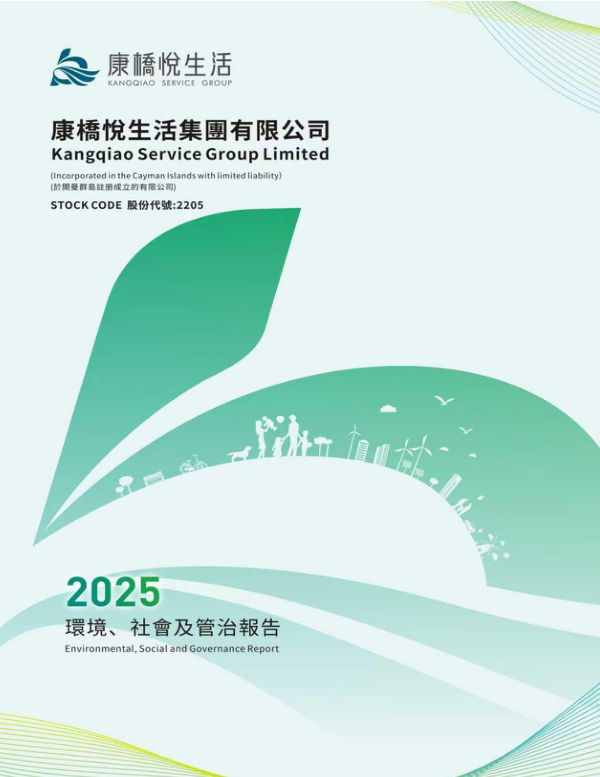 康橋悅生活
KANGQIAO SERVICE GROUP
康橋悅生活集團有限公司
Kangqiao Service Group Limited
(Incorporated in the Cayman Islands with limited liability)
(於開曼群島註冊成立的有限公司)
STOCK CODE 股份代號:2205
2025
環境、社會及管治報告
Environmental, Social and Governance Report